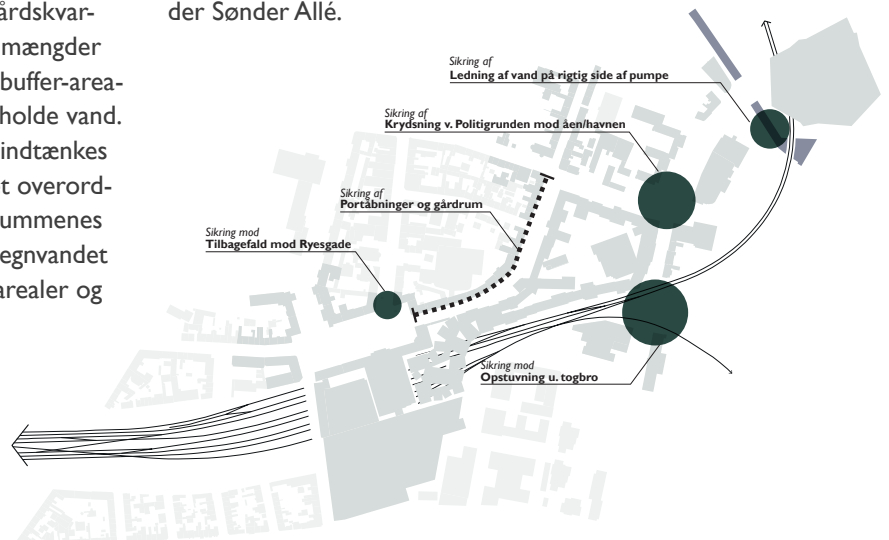 årdskvar-
mængder
buffer-area-
holde vand.
indtænkes
t overord-
ummenes
egnvandet
arealer og
der Sønder Allé.
Sikring af
Ledning af vand på rigtig side af pumpe
Sikring af
Krydsning v. Politigrunden mod åen/havnen
Sikring af
Portåbninger og gårdrum
Sikring mod
Tilbagefald mod Ryesgade
Sikring mod
Opstuvning u. togbro